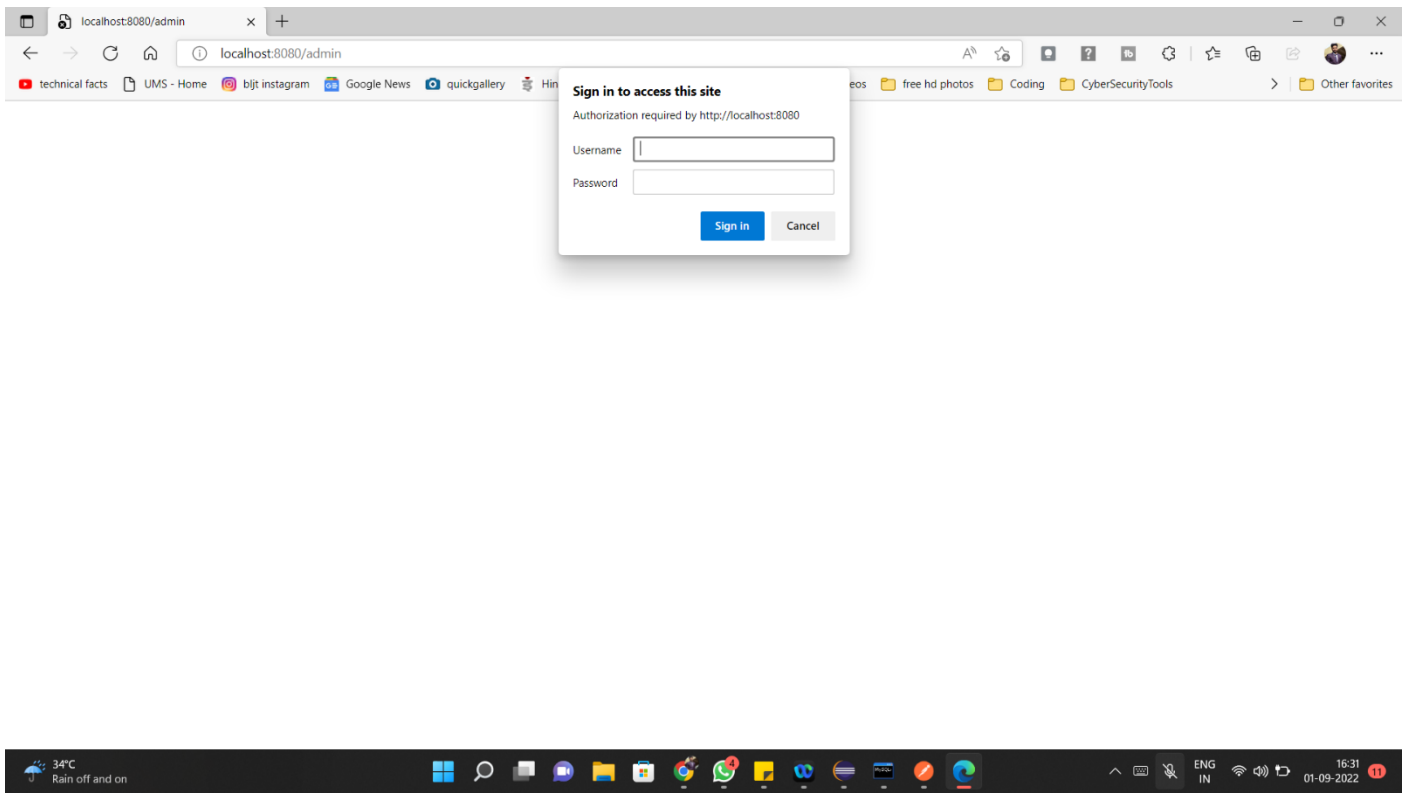 localhost:8080/admin
localhost:8080/admin
technical facts UMS - Home bljt instagram Google News quickgallery Hin eos free hd photos Coding CyberSecurityTools Other favorites
Sign in to access this site
Authorization required by http://localhost:8080
Username
Password
Sign in Cancel
34°C
Rain off and on
4
ENG
IN
16:31
01-09-2022
11